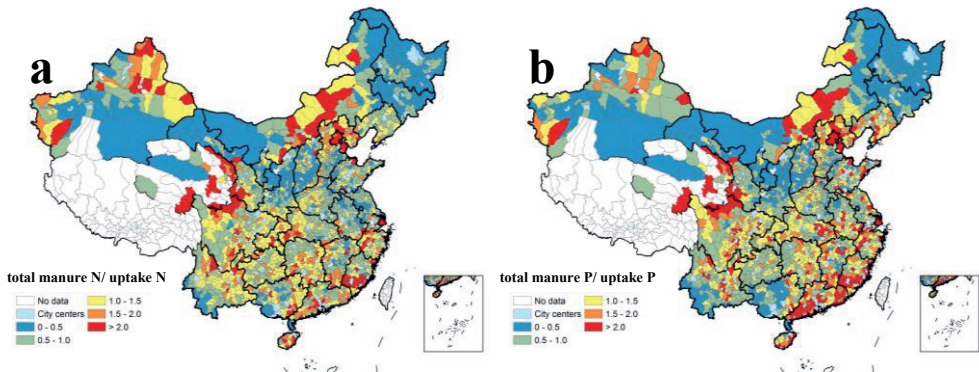 a
b
total manure N/ uptake N
No data
City centers
0 - 0.5
0.5 - 1.0
1.0 - 1.5
1.5 - 2.0
> 2.0
total manure P/ uptake P
No data
City centers
0 - 0.5
0.5 - 1.0
1.0 - 1.5
1.5 - 2.0
> 2.0